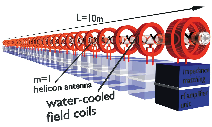 L=10m
m=1
helicon antenna
water-cooled
field coils